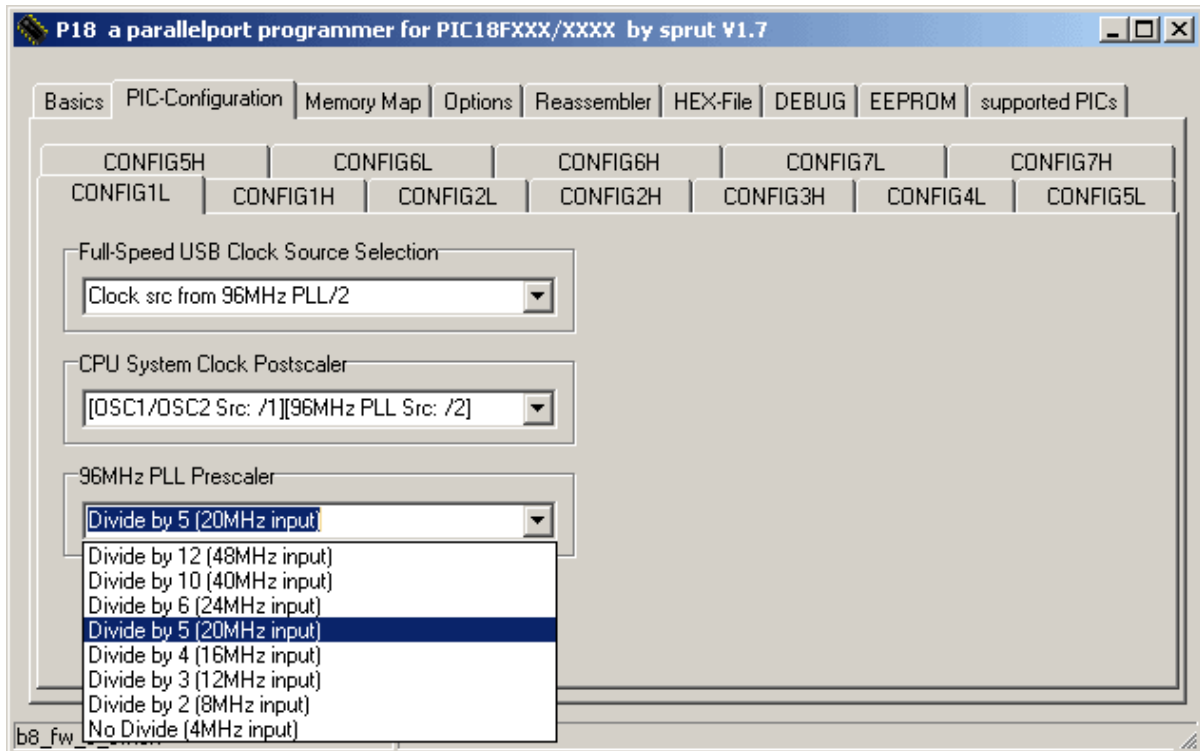 P18 a parallelport programmer for PIC18FXXX/XXXX by sprut V1.7
Basics PIC-Configuration Memory Map Options Reassembler HEX-File DEBUG EEPROM supported PICs
CONFIG5H CONFIG6L CONFIG6H CONFIG7L CONFIG7H
CONFIG1L CONFIG1H CONFIG2L CONFIG2H CONFIG3H CONFIG4L CONFIG5L
Full-Speed USB Clock Source Selection
Clock src from 96MHz PLL/2
CPU System Clock Postscaler
[OSC1/OSC2 Src: /1][96MHz PLL Src: /2]
96MHz PLL Prescaler
Divide by 5 (20MHz input)
Divide by 12 (48MHz input)
Divide by 10 (40MHz input)
Divide by 6 (24MHz input)
Divide by 5 (20MHz input)
Divide by 4 (16MHz input)
Divide by 3 (12MHz input)
Divide by 2 (8MHz input)
No Divide (4MHz input)